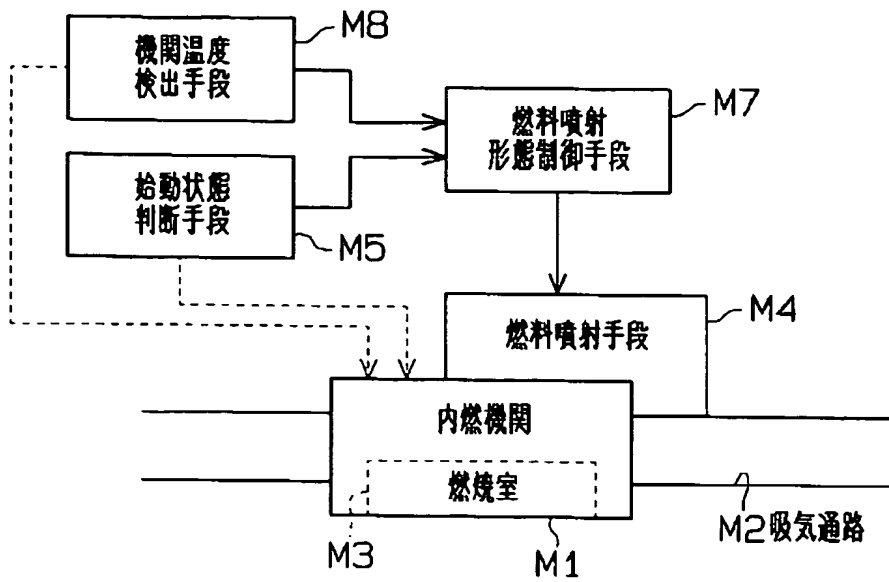 M8
機関温度
検出手段
M7
燃料噴射
形態制御手段
始動状態
判断手段
M5
M4
燃料噴射手段
内燃機関
燃焼室
M2吸気通路
M3
M1